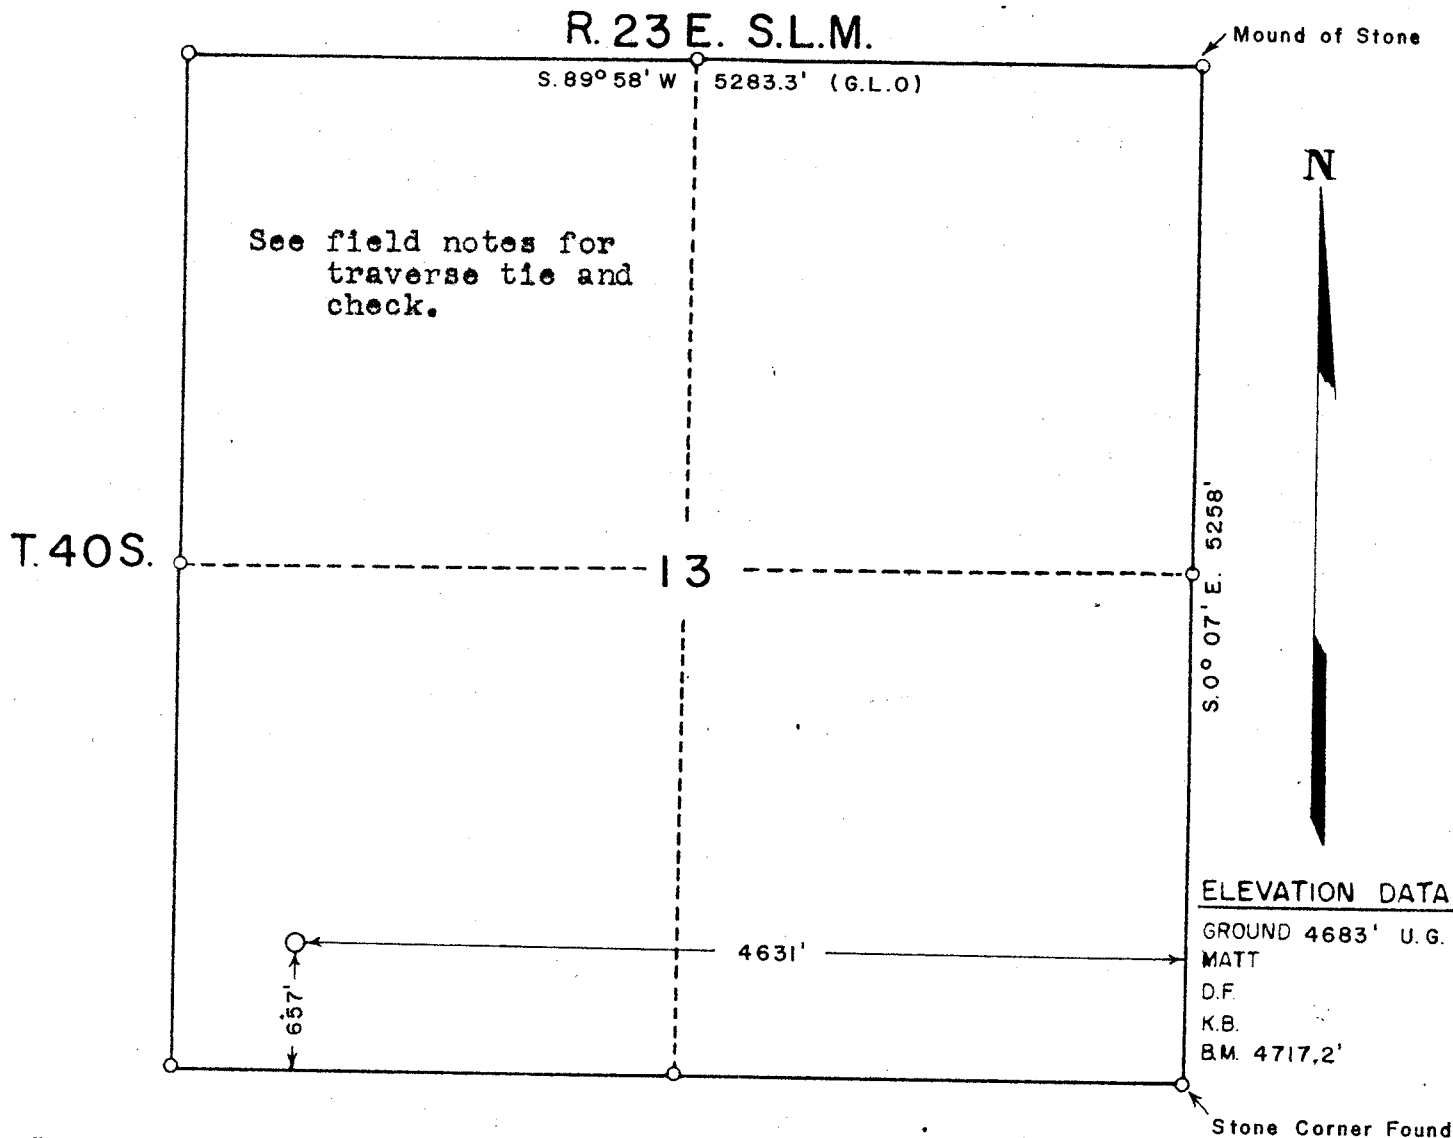 R. 23 E. S.L.M.
Mound of Stone
S. 89° 58' W 5283.3' (G.L.O)
N
See field notes for
traverse tie and
check.
S. 0° 07' E. 5258'
T. 40 S.
13
ELEVATION DATA
GROUND 4683' U.G.
MATT
D.F.
K.B.
B.M. 4717,2'
4631'
657'
Stone Corner Found